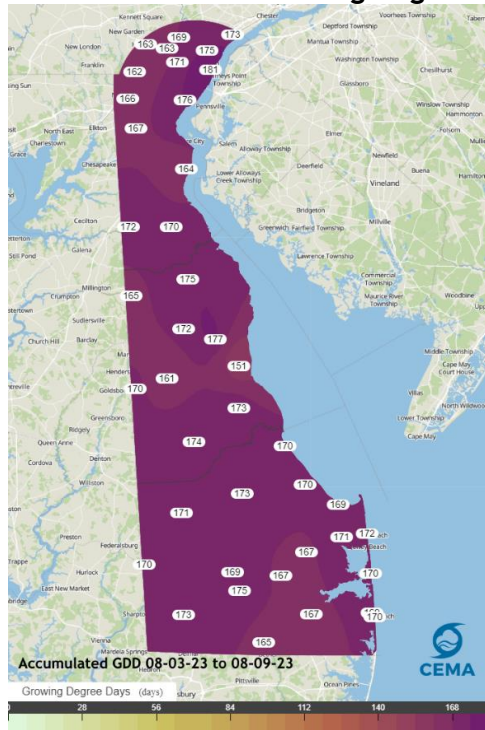 Kennett Square
Chester
Voorhees Township
New Garden
169
173
Deptford Township
New London
163
163
175
Mantua Township
Washington Township
Franklin
162
171
181
Glassboro
Chesilhurst
166
176
Pennsville
Winslow Township
Hammonton
North East
Elkton
167
Salem
Elmer
Folsom
Charlestown
Alloway Township
Newfield
Chesapeake
164
Lower Alloways
Creek Township
Deerfield
Buena
Hamilton
Vineland
Cecilton
172
170
Bridgeton
Millville
Galena
Greenwich
Fairfield Township
Still Pond
Lawrence Township
175
Millington
Commercial
Township
165
Crumpton
Maurice River
Township
Woodbine
Sudlersville
172
177
Church Hill
Barclay
Middle Township
151
Cape May
Court House
161
170
Lower Township
North Wildwood
Greensboro
173
Villas
Ridgely
Cape May
Queen Anne
174
170
Cordova
Denton
Williston
170
173
169
171
Preston
171
172
Federalsburg
167
Trappe
170
Hurlock
169
167
170
East New Market
175
173
167
170
Vienna
165
Mardela Springs
Accumulated GDD 08-03-23 to 08-09-23
Pittsville
Ocean Pines
CEMA
Growing Degree Days (days)
28
56
84
112
140
168